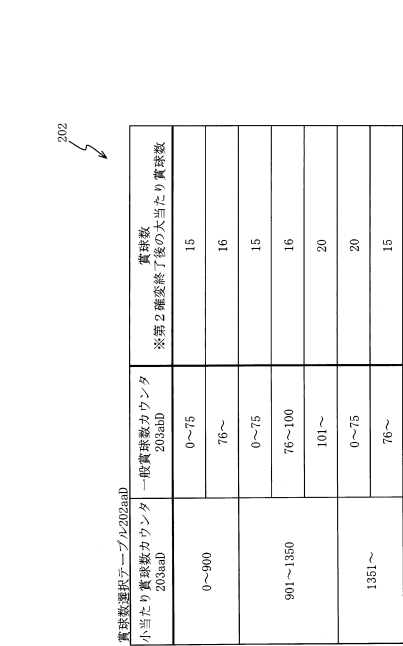 202
賞球数選択テーブル202aaD
小当たり賞球数カウンタ
203aaD
一般賞球数カウンタ
203abD
賞球数
※第2確変終了後の大当たり賞球数
0～900
0～75
15
76～
16
901～1350
0～75
15
76～100
16
101～
20
1351～
0～75
20
76～
15